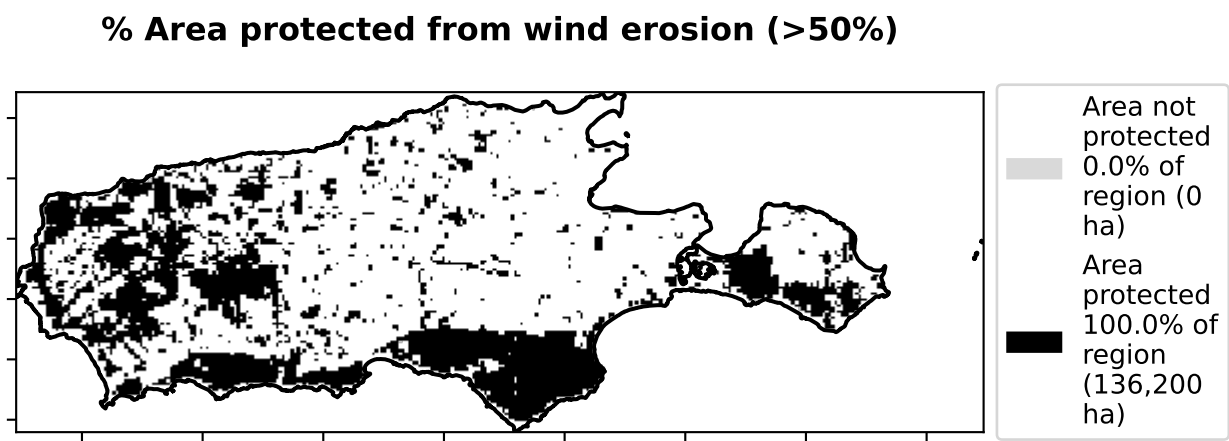 % Area protected from wind erosion (>50%)
Area not
protected
0.0% of
region (0
ha)
Area
protected
100.0% of
region
(136,200
ha)